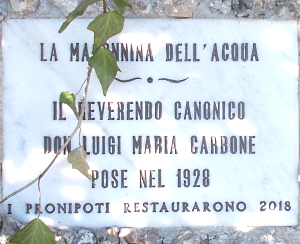 LA MADONNINA DELL'ACQUA
IL REVERENDO CANONICO
DON LUIGI MARIA CARBONE
POSE NEL 1928
I PRONIPOTI RESTAURARONO 2018